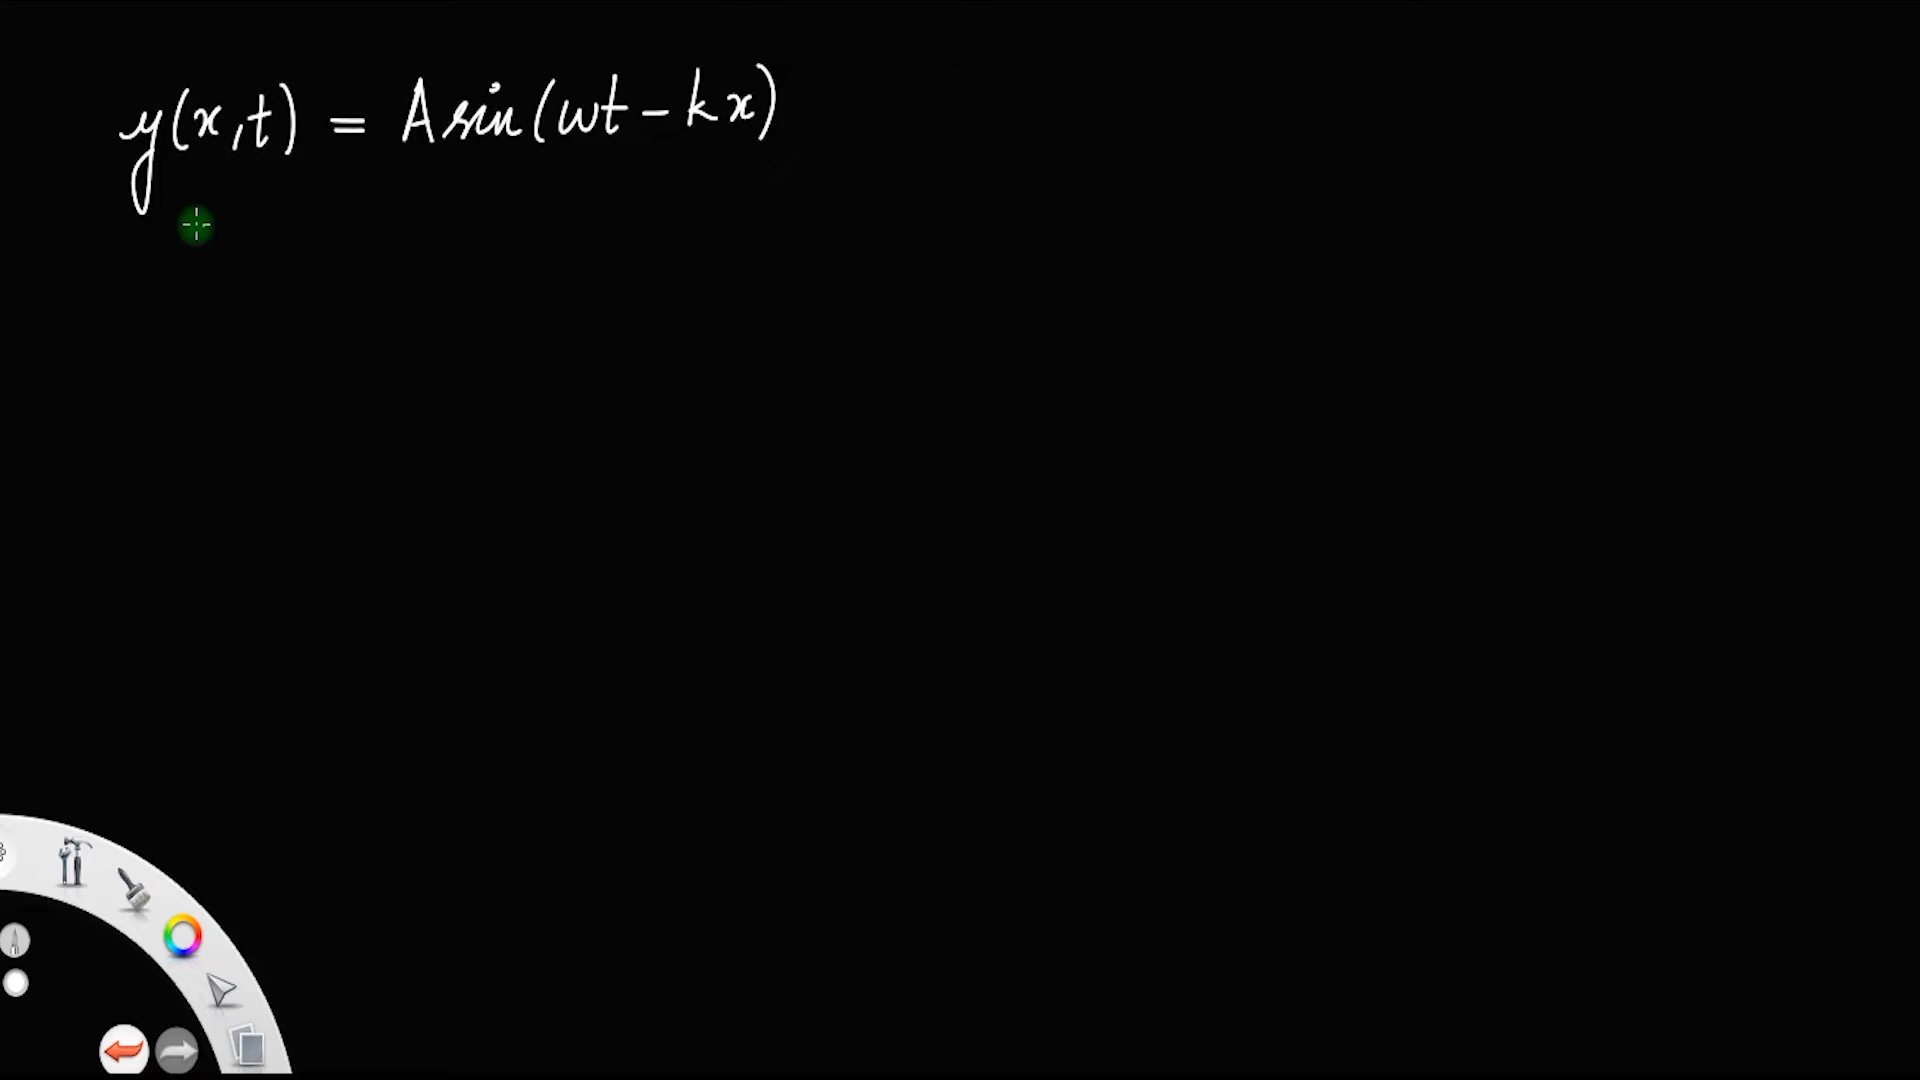 y(x,t) = A sin(ωt - kx)